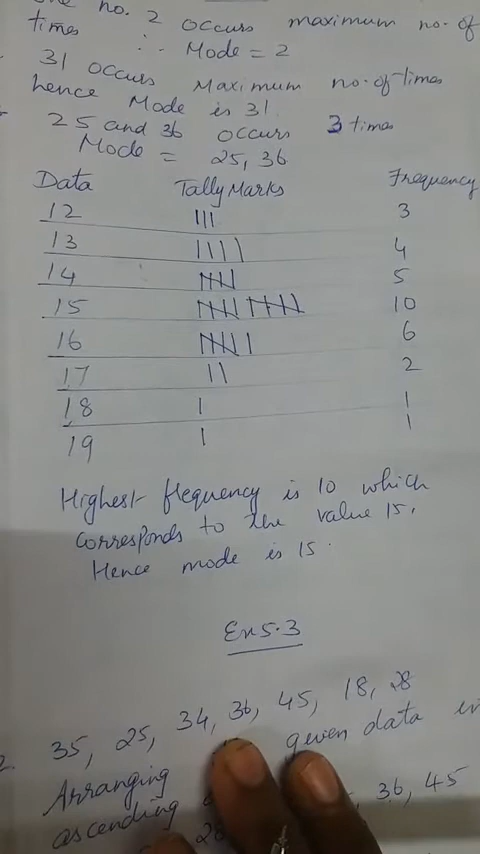 no. 2 occurs maximum no. of
times ∴ Mode = 2
31 occurs Maximum no. of times
hence Mode is 31.
25 and 36 occurs 3 times
Mode = 25, 36
Data Tally Marks Frequency
12 ||| 3
13 |||| 4
14 5
15 10
16 6
17 || 2
18 | 1
19 | 1
Highest frequency is 10 which
corresponds to the value 15.
Hence mode is 15.
Ex 5.3
2. 35, 25, 34, 36, 45, 18, 28
Arranging given data in
ascending 36, 45
28